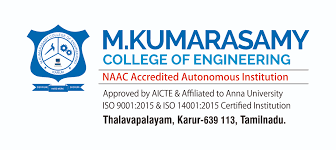 M.KUMARASAMY
COLLEGE OF ENGINEERING
NAAC Accredited Autonomous Institution
Approved by AICTE & Affiliated to Anna University
ISO 9001:2015 & ISO 14001:2015 Certified Institution
Thalavapalayam, Karur-639 113, Tamilnadu.